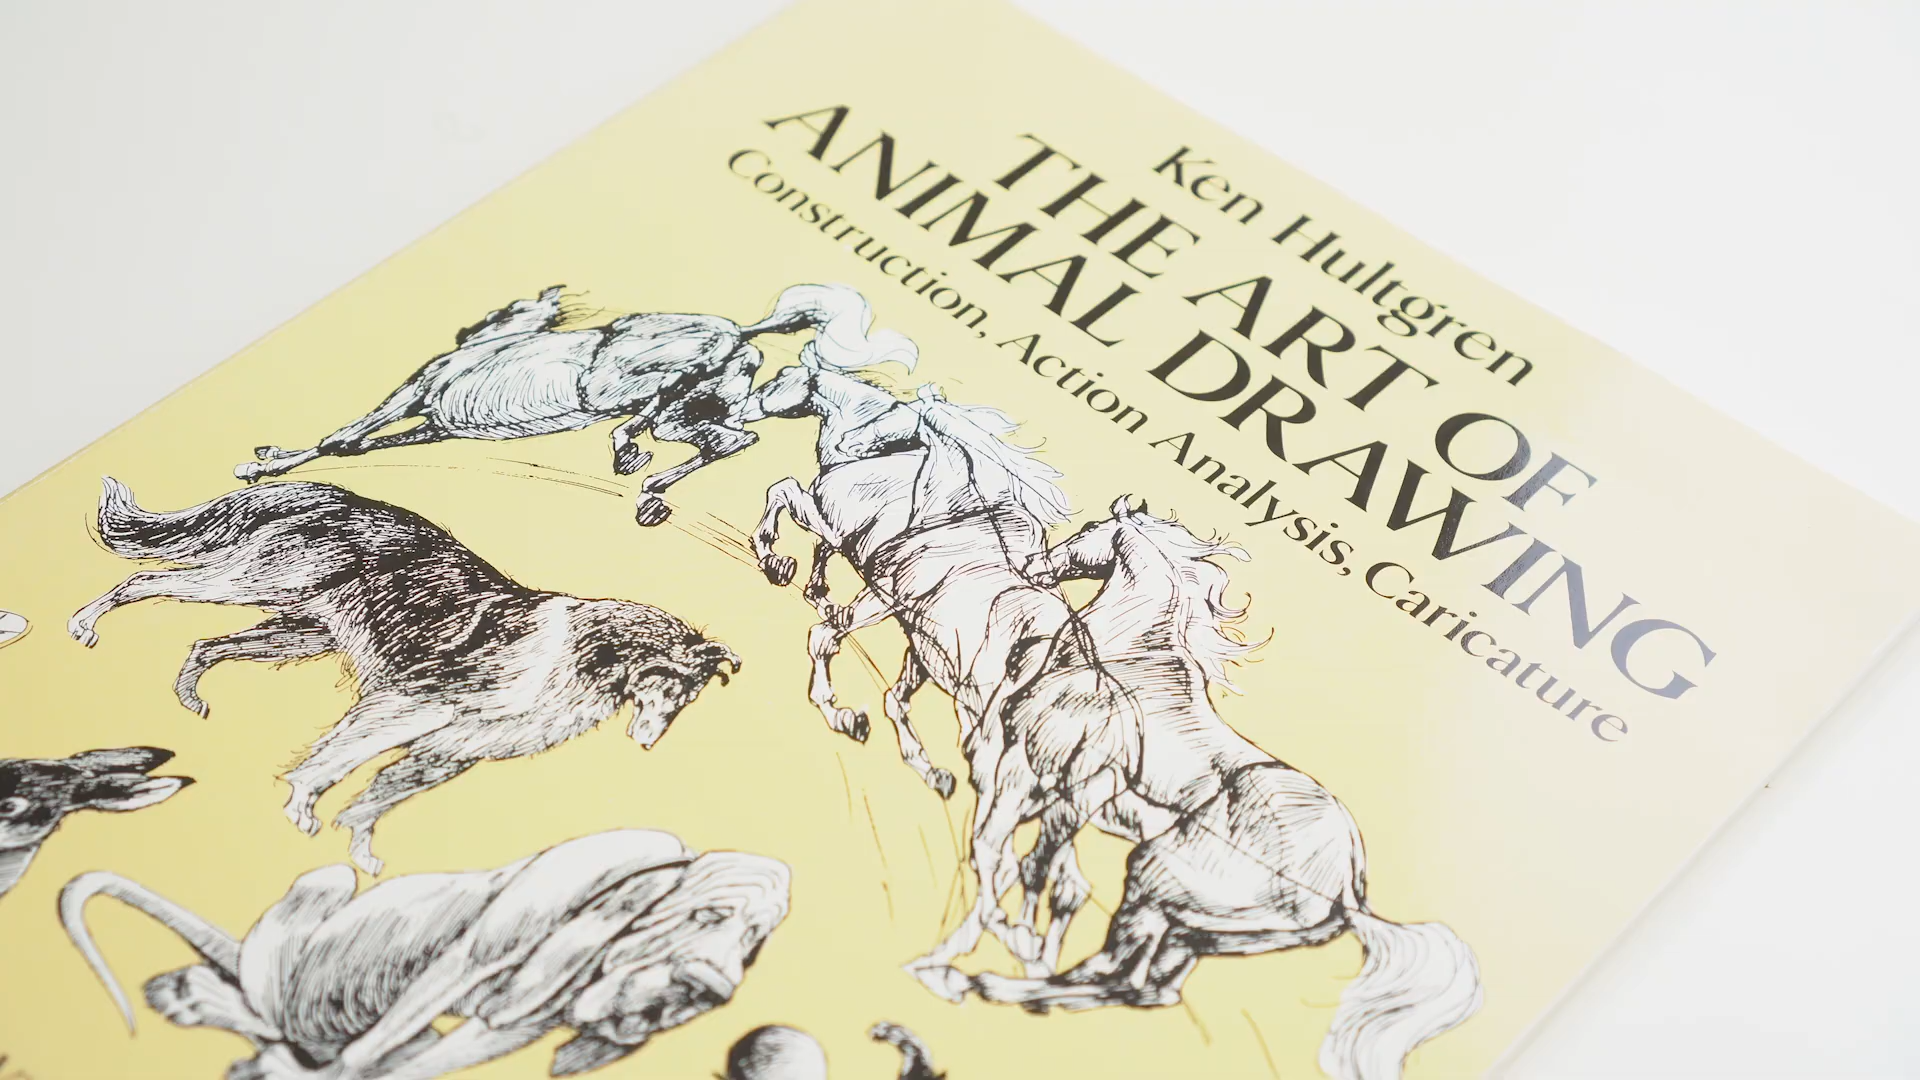 Ken Hultgren
THE ART OF
ANIMAL DRAWING
Construction, Action Analysis, Caricature